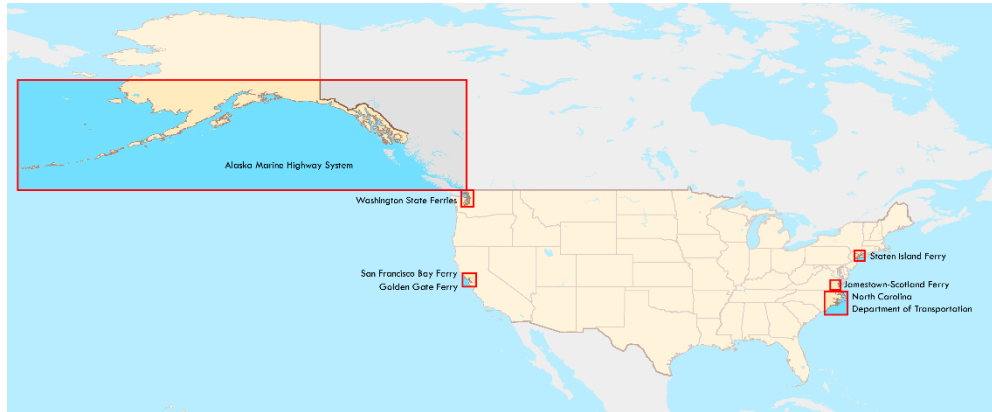 Alaska Marine Highway System
Washington State Ferries
Staten Island Ferry
San Francisco Bay Ferry
Golden Gate Ferry
Jamestown-Scotland Ferry
North Carolina
Department of Transportation